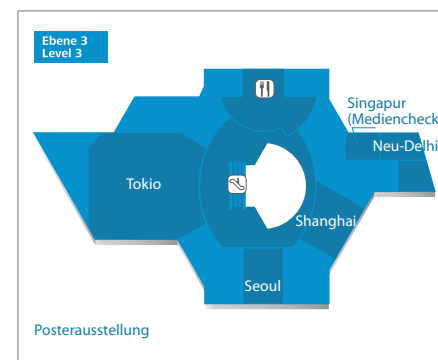 Ebene 3
Level 3
Singapur
(Mediencheck
Neu-Delhi
Tokio
Shanghai
Seoul
Posterausstellung